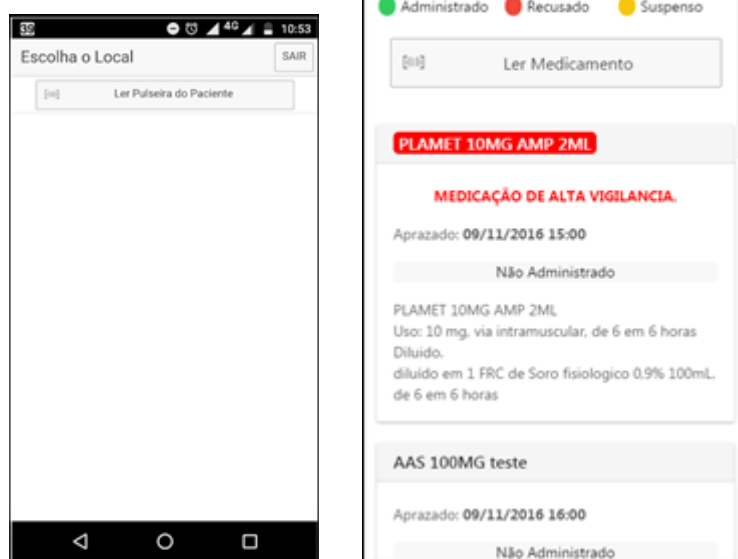 39 4G 10:53
Escolha o Local SAIR
Ler Pulseira do Paciente
Administrado Recusado Suspenso
Ler Medicamento
PLAMET 10MG AMP 2ML
MEDICAÇÃO DE ALTA VIGILANCIA.
Aprazado: 09/11/2016 15:00
Não Administrado
PLAMET 10MG AMP 2ML
Uso: 10 mg, via intramuscular, de 6 em 6 horas
Diluido.
diluído em 1 FRC de Soro fisiologico 0,9% 100mL.
de 6 em 6 horas
AAS 100MG teste
Aprazado: 09/11/2016 16:00
Não Administrado